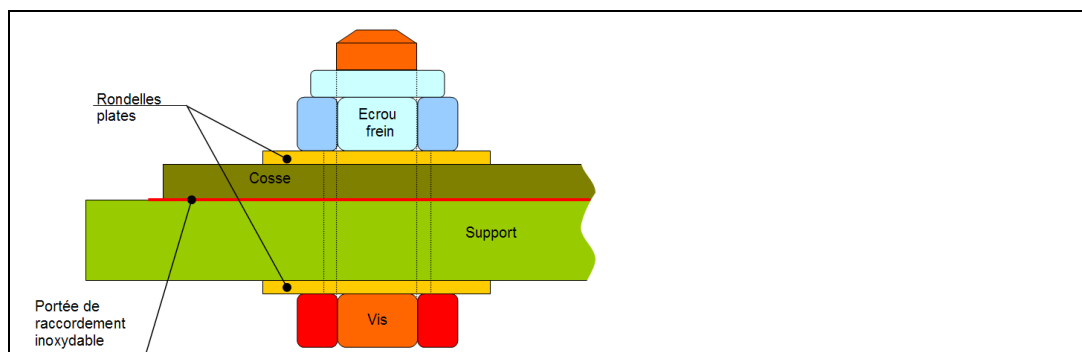 Rondelles
plates
Ecrou
frein
Cosse
Support
Portée de
raccordement
inoxydable
Vis